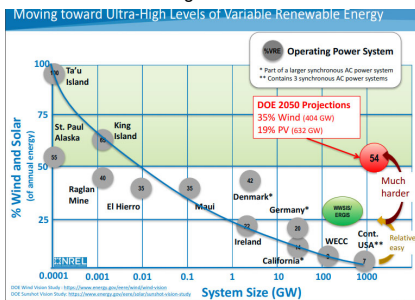 Moving toward Ultra-High Levels of Variable Renewable Energy
%VRE Operating Power System
* Part of a larger synchronous AC power system
** Contains 3 synchronous AC power systems
DOE 2050 Projections
35% Wind (404 GW)
19% PV (632 GW)
% Wind and Solar
(of annual energy)
100
75
50
25
0
100 Ta'u
Island
St. Paul
Alaska
55
King
Island
Raglan
Mine
40
El Hierro
35
Maui
35
Denmark*
42
Ireland
Germany*
20
California*
WWSIS/
ERGIS
WECC
Cont.
USA**
7
54
Much
harder
Relative
easy
0.0001 0.001 0.01 0.1 1 10 100 1000
System Size (GW)
NREL
DOE Wind Vision Study - https://www.energy.gov/eere/wind/wind-vision
DOE Sunshot Vision Study - https://www.energy.gov/eere/solar/sunshot-vision-study